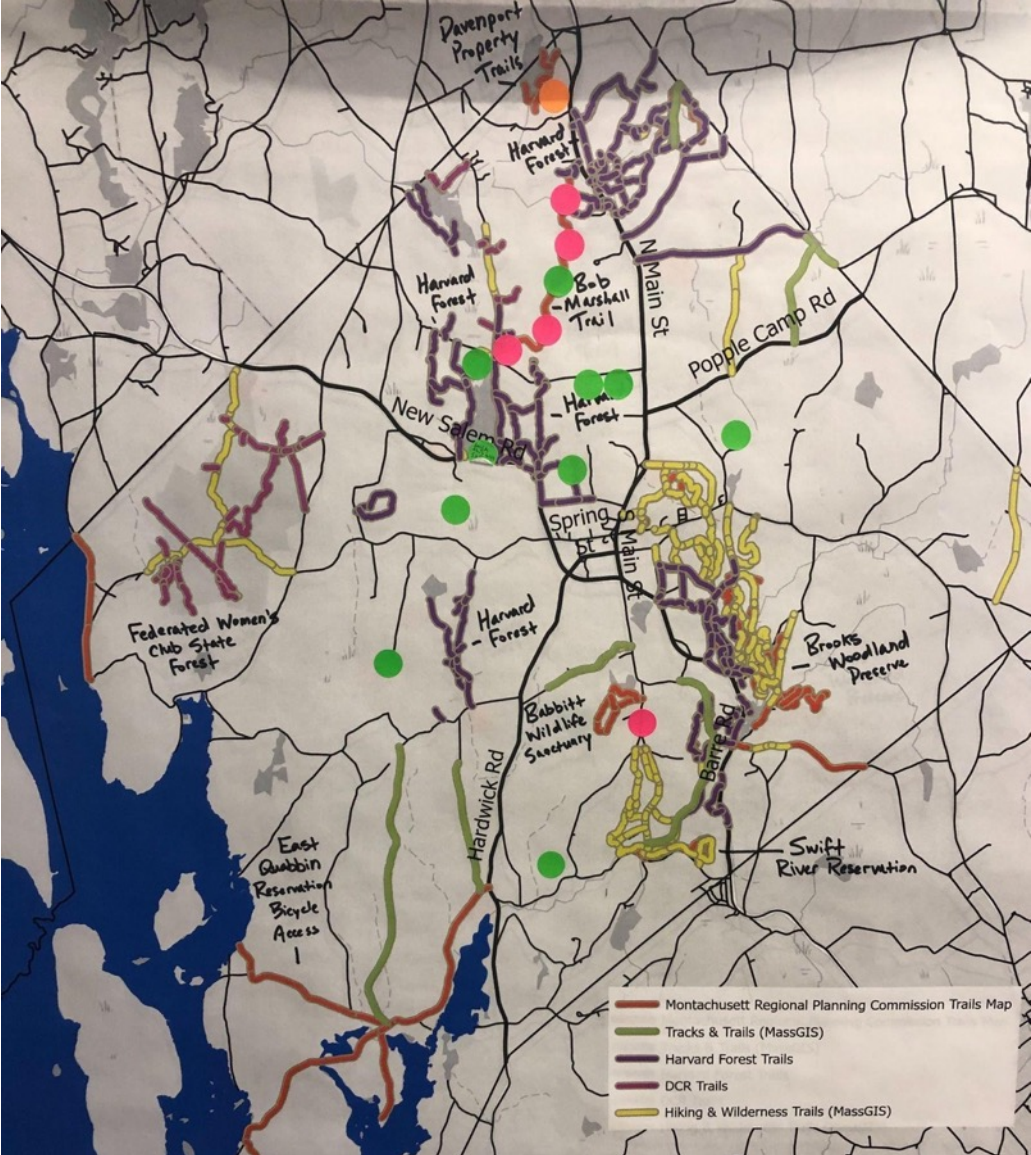 Davenport
Property
Trails
Harvard
Forest
N Main St
Harvard
Forest
Bob
Marshall
Trail
Popple Camp Rd
Forest
New Salem Rd
Spring
St
S Main St
Federated Women's
Club State
Forest
Harvard
Forest
Brooks
Woodland
Preserve
Babbitt
Wildlife
Sanctuary
Barre Rd
Hardwick Rd
East
Quabbin
Reservation
Bicycle
Access
Swift
River Reservation
Montachusett Regional Planning Commission Trails Map
Tracks & Trails (MassGIS)
Harvard Forest Trails
DCR Trails
Hiking & Wilderness Trails (MassGIS)